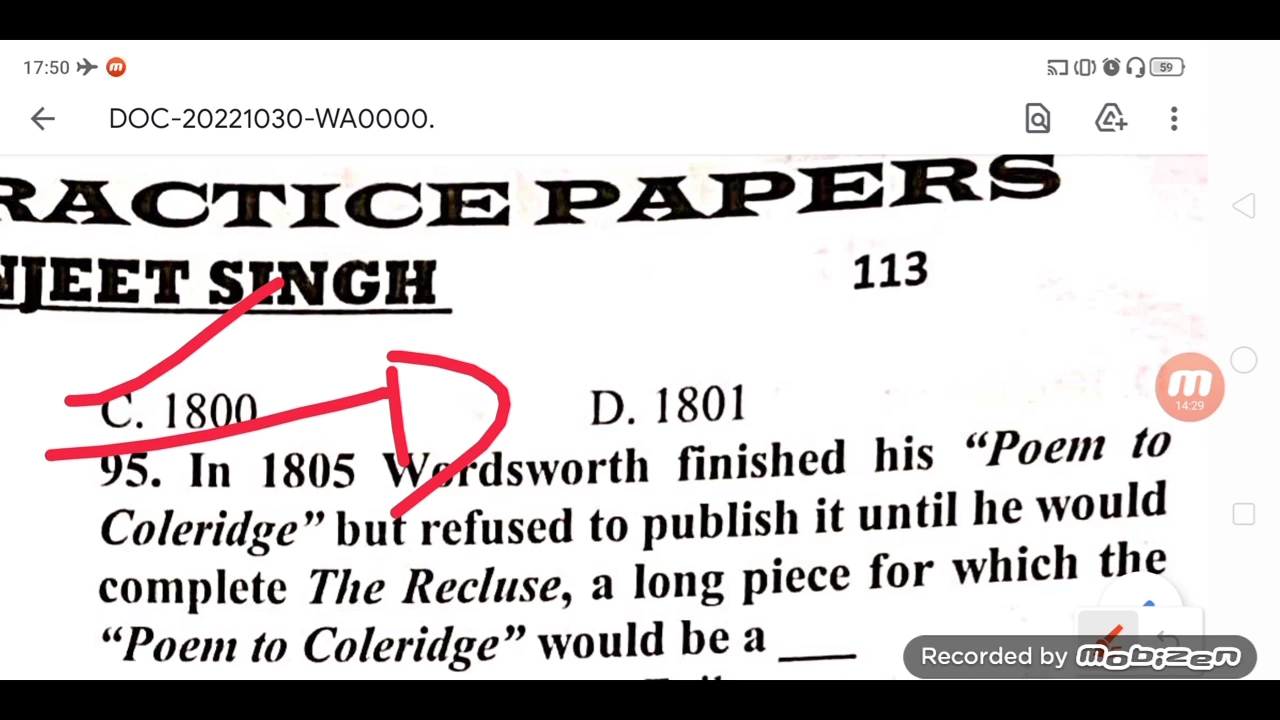 17:50
59
DOC-20221030-WA0000.
RACTICE PAPERS
NJEET SINGH
113
C. 1800
D. 1801
14:29
95. In 1805 Wordsworth finished his “Poem to
Coleridge” but refused to publish it until he would
complete The Recluse, a long piece for which the
“Poem to Coleridge” would be a ___
Recorded by mobizen